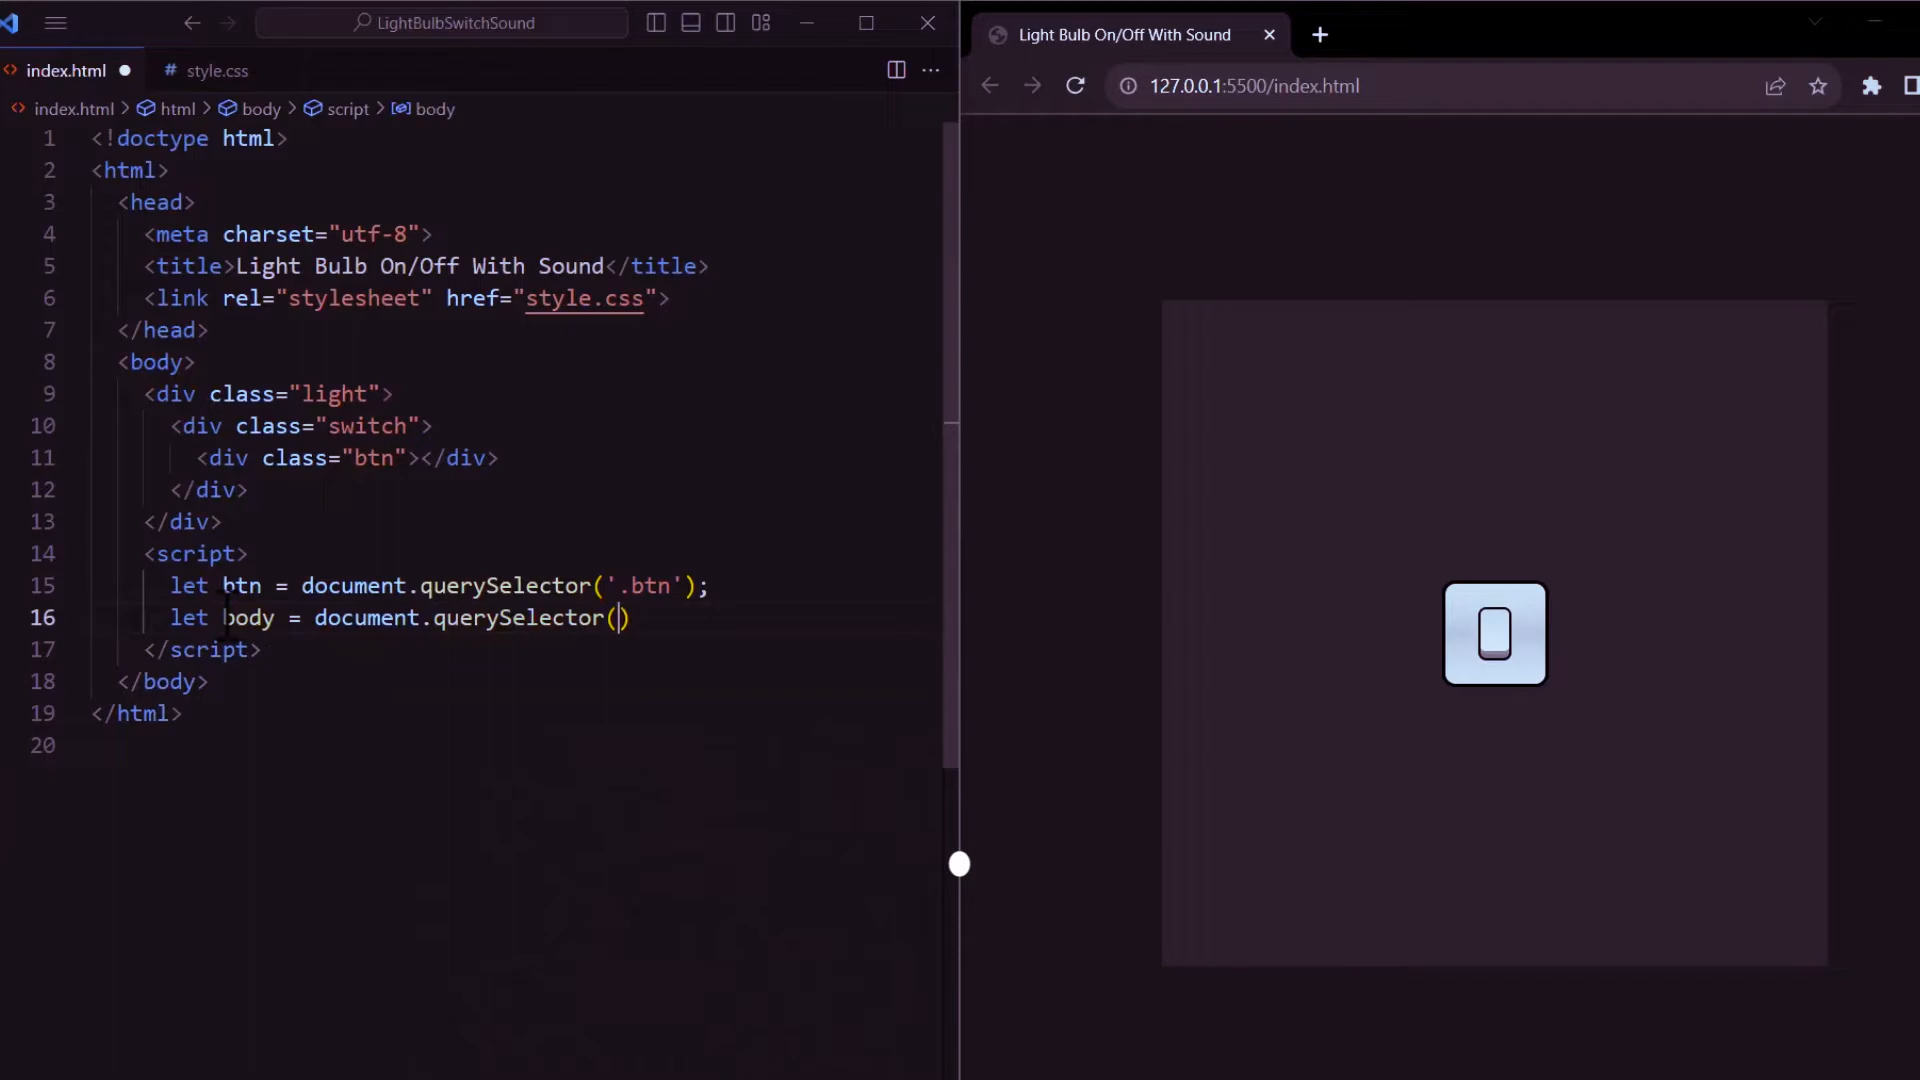 LightBulbSwitchSound
index.html
# style.css
index.html > html > body > script > body
1 <!doctype html>
2 <html>
3 <head>
4 <meta charset="utf-8">
5 <title>Light Bulb On/Off With Sound</title>
6 <link rel="stylesheet" href="style.css">
7 </head>
8 <body>
9 <div class="light">
10 <div class="switch">
11 <div class="btn"></div>
12 </div>
13 </div>
14 <script>
15 let btn = document.querySelector('.btn');
16 let body = document.querySelector()
17 </script>
18 </body>
19 </html>
20
Light Bulb On/Off With Sound
127.0.0.1:5500/index.html